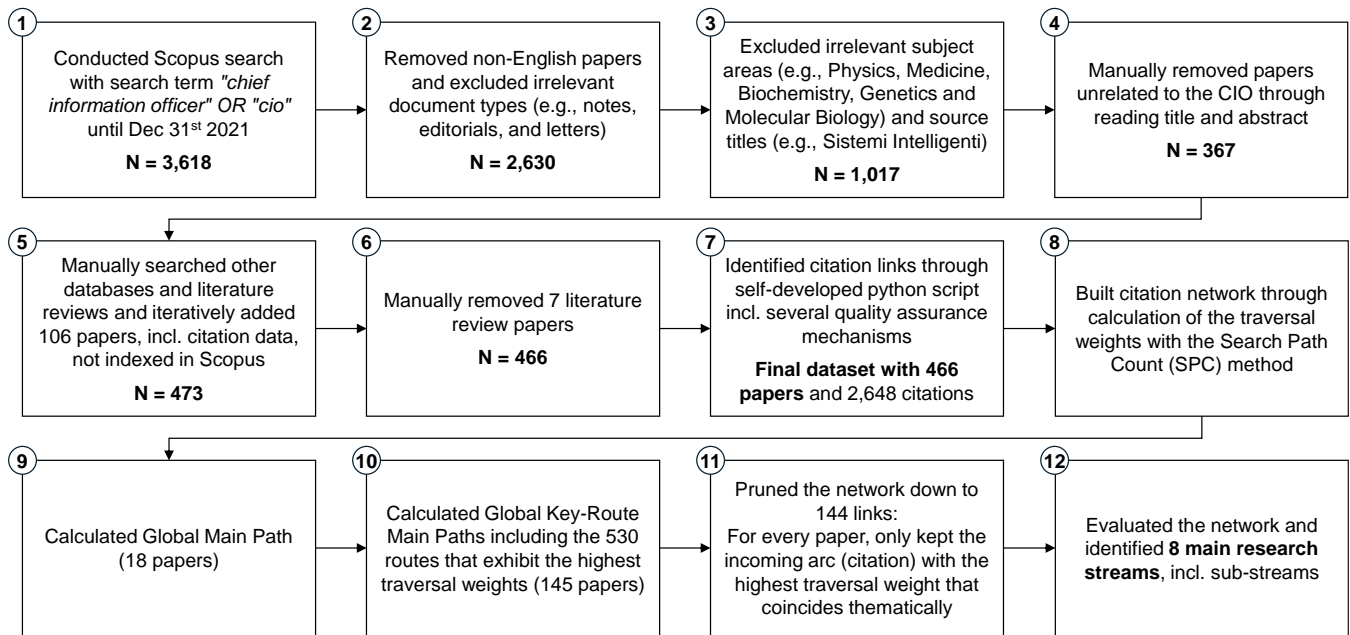 1
Conducted Scopus search
with search term "chief
information officer" OR "cio"
until Dec 31st 2021
N = 3,618
2
Removed non-English papers
and excluded irrelevant
document types (e.g., notes,
editorials, and letters)
N = 2,630
3
Excluded irrelevant subject
areas (e.g., Physics, Medicine,
Biochemistry, Genetics and
Molecular Biology) and source
titles (e.g., Sistemi Intelligenti)
N = 1,017
4
Manually removed papers
unrelated to the CIO through
reading title and abstract
N = 367
5
Manually searched other
databases and literature
reviews and iteratively added
106 papers, incl. citation data,
not indexed in Scopus
N = 473
6
Manually removed 7 literature
review papers
N = 466
7
Identified citation links through
self-developed python script
incl. several quality assurance
mechanisms
Final dataset with 466
papers and 2,648 citations
8
Built citation network through
calculation of the traversal
weights with the Search Path
Count (SPC) method
9
Calculated Global Main Path
(18 papers)
10
Calculated Global Key-Route
Main Paths including the 530
routes that exhibit the highest
traversal weights (145 papers)
11
Pruned the network down to
144 links:
For every paper, only kept the
incoming arc (citation) with the
highest traversal weight that
coincides thematically
12
Evaluated the network and
identified 8 main research
streams, incl. sub-streams